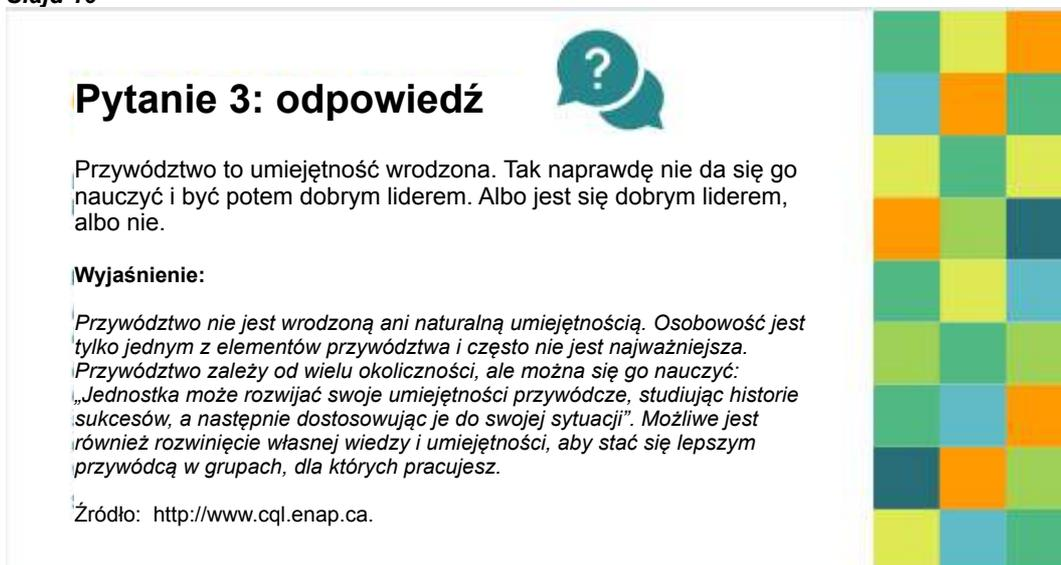 Pytanie 3: odpowiedź
?
Przywództwo to umiejętność wrodzona. Tak naprawdę nie da się go
nauczyć i być potem dobrym liderem. Albo jest się dobrym liderem,
albo nie.
Wyjaśnienie:
Przywództwo nie jest wrodzoną ani naturalną umiejętnością. Osobowość jest
tylko jednym z elementów przywództwa i często nie jest najważniejsza.
Przywództwo zależy od wielu okoliczności, ale można się go nauczyć:
„Jednostka może rozwijać swoje umiejętności przywódcze, studiując historie
sukcesów, a następnie dostosowując je do swojej sytuacji”. Możliwe jest
również rozwinięcie własnej wiedzy i umiejętności, aby stać się lepszym
przywódcą w grupach, dla których pracujesz.
Źródło: http://www.cql.enap.ca.